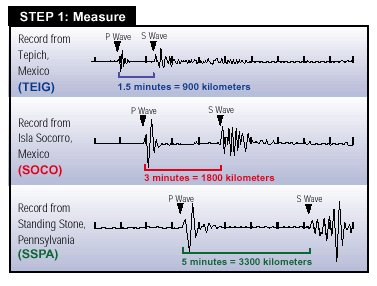 STEP 1: Measure
P Wave
S Wave
Record from
Tepich,
Mexico
(TEIG)
1.5 minutes = 900 kilometers
P Wave
S Wave
Record from
Isla Socorro,
Mexico
(SOCO)
3 minutes = 1800 kilometers
P Wave
S Wave
Record from
Standing Stone,
Pennsylvania
(SSPA)
5 minutes = 3300 kilometers